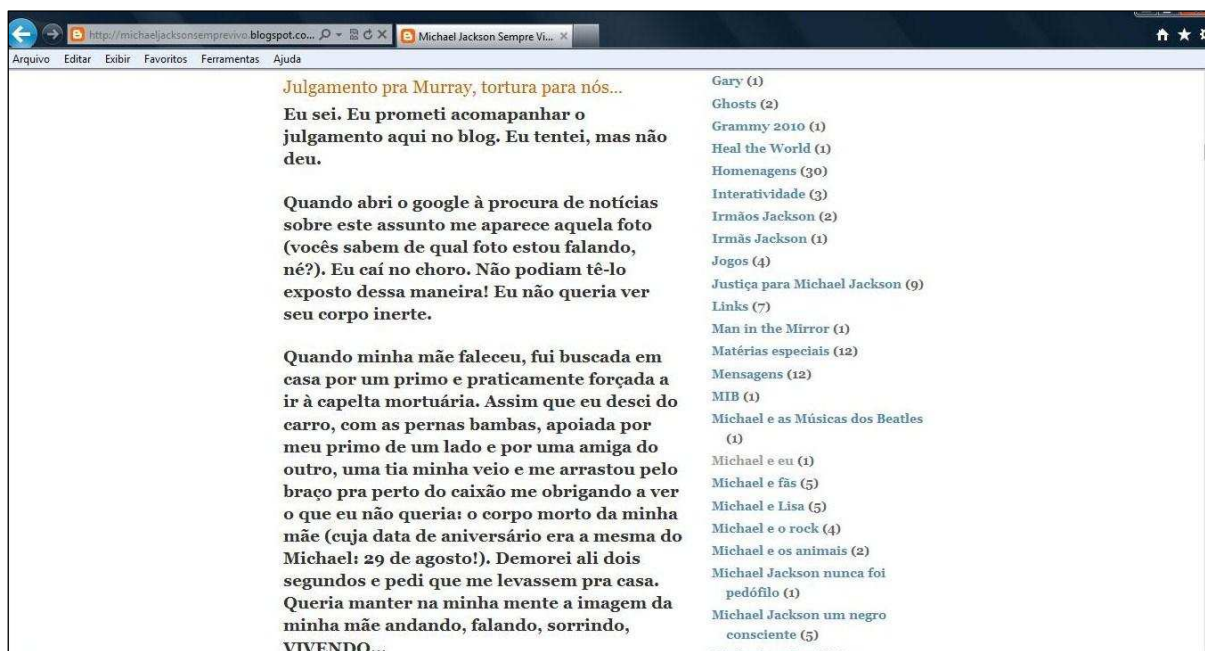 http://michaeljacksonsemprevivo.blogspot.co...
Michael Jackson Sempre Vi...
Arquivo Editar Exibir Favoritos Ferramentas Ajuda
Julgamento pra Murray, tortura para nós...
Eu sei. Eu prometi acomapanhar o
julgamento aqui no blog. Eu tentei, mas não
deu.
Quando abri o google à procura de notícias
sobre este assunto me aparece aquela foto
(vocês sabem de qual foto estou falando,
né?). Eu caí no choro. Não podiam tê-lo
exposto dessa maneira! Eu não queria ver
seu corpo inerte.
Quando minha mãe faleceu, fui buscada em
casa por um primo e praticamente forçada a
ir à capelta mortuária. Assim que eu desci do
carro, com as pernas bambas, apoiada por
meu primo de um lado e por uma amiga do
outro, uma tia minha veio e me arrastou pelo
braço pra perto do caixão me obrigando a ver
o que eu não queria: o corpo morto da minha
mãe (cuja data de aniversário era a mesma do
Michael: 29 de agosto!). Demorei ali dois
segundos e pedi que me levassem pra casa.
Queria manter na minha mente a imagem da
minha mãe andando, falando, sorrindo,
VIVENDO...
Gary (1)
Ghosts (2)
Grammy 2010 (1)
Heal the World (1)
Homenagens (30)
Interatividade (3)
Irmãos Jackson (2)
Irmãs Jackson (1)
Jogos (4)
Justiça para Michael Jackson (9)
Links (7)
Man in the Mirror (1)
Matérias especiais (12)
Mensagens (12)
MIB (1)
Michael e as Músicas dos Beatles
(1)
Michael e eu (1)
Michael e fãs (5)
Michael e Lisa (5)
Michael e o rock (4)
Michael e os animais (2)
Michael Jackson nunca foi
pedófilo (1)
Michael Jackson um negro
consciente (5)